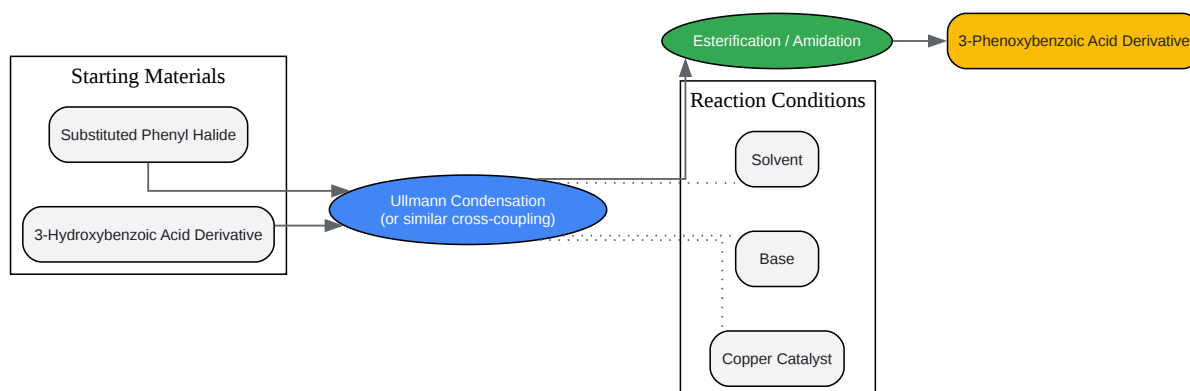 Starting Materials
Substituted Phenyl Halide
3-Hydroxybenzoic Acid Derivative
Ullmann Condensation
(or similar cross-coupling)
Esterification / Amidation
3-Phenoxybenzoic Acid Derivative
Reaction Conditions
Solvent
Base
Copper Catalyst